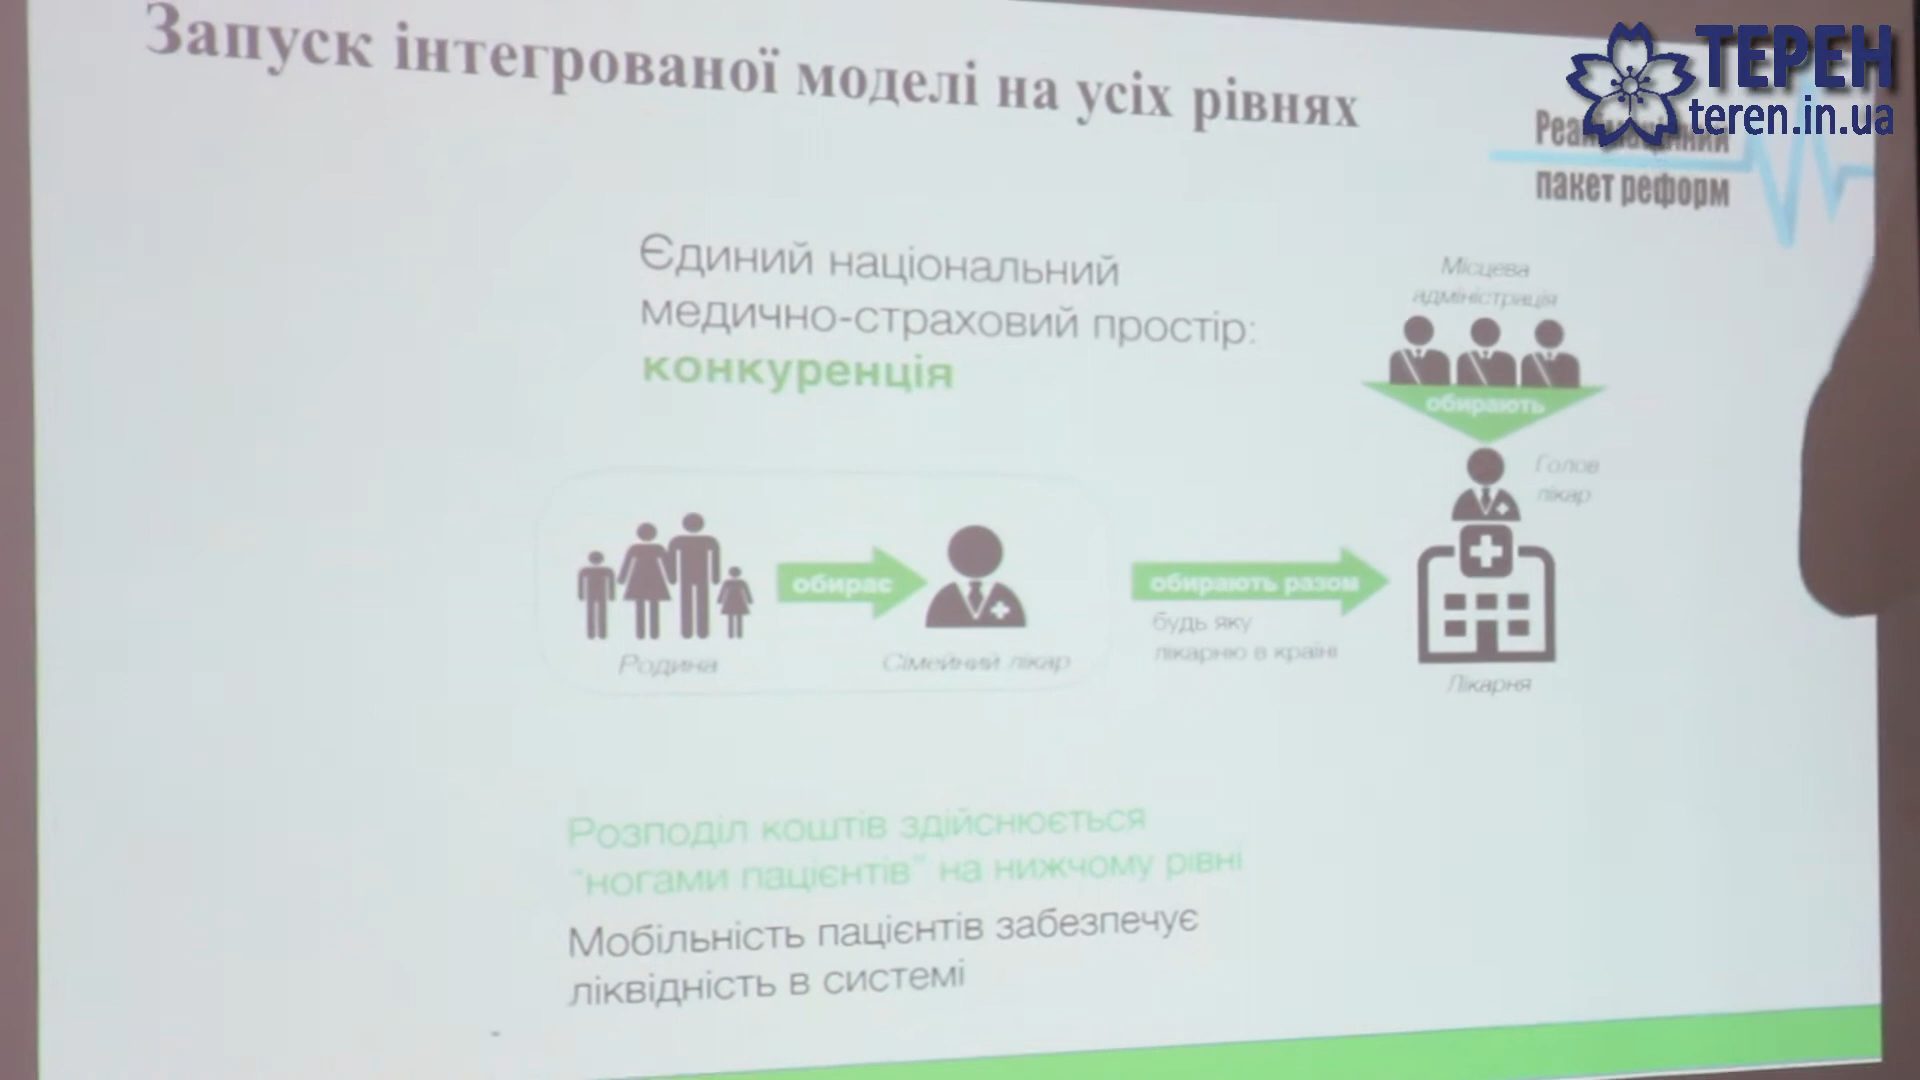 Запуск інтегрованої моделі на усіх рівнях
ТЕРЕН
teren.in.ua
пакет реформ
Єдиний національний
медично-страховий простір:
конкуренція
Місцева
адміністрація
обирають
Голов
лікар
обирає
обирають разом
будь яку
лікарню в країні
Родина
Сімейний лікар
Лікарня
Розподіл коштів здійснюється
"ногами пацієнтів" на нижчому рівні
Мобільність пацієнтів забезпечує
ліквідність в системі